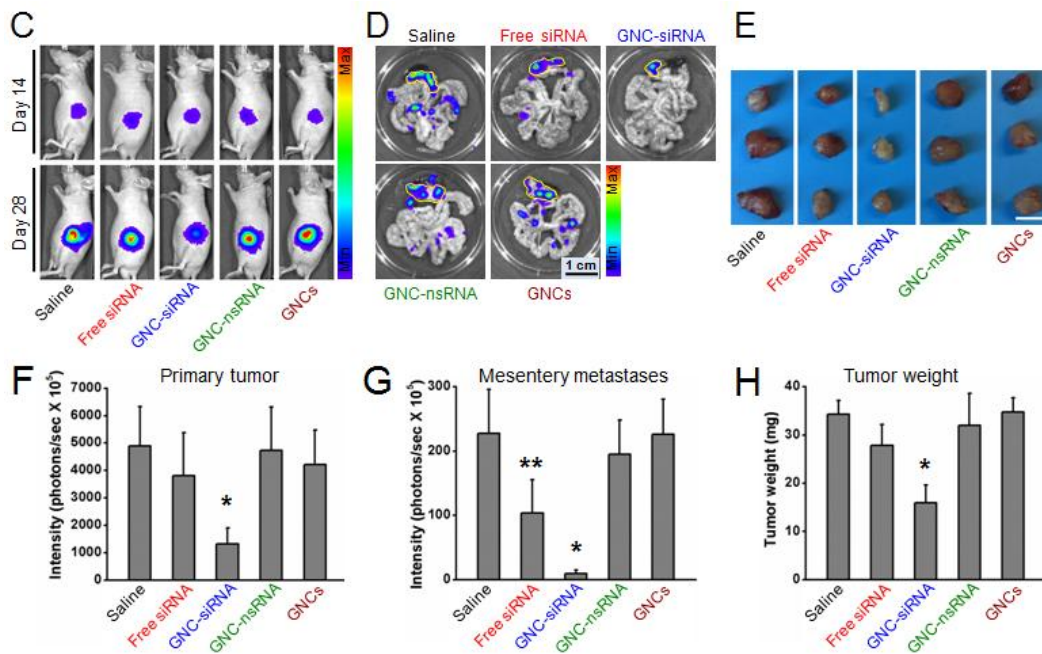 C
Day 14
Day 28
Max
Min
Saline
Free siRNA
GNC-siRNA
GNC-nsRNA
GNCs
D
Saline
Free siRNA
GNC-siRNA
GNC-nsRNA
GNCs
1 cm
Max
Min
E
Saline
Free siRNA
GNC-siRNA
GNC-nsRNA
GNCs
F
Primary tumor
Intensity (photons/sec X 10⁵)
7000
6000
5000
4000
3000
2000
1000
0
*
Saline
Free siRNA
GNC-siRNA
GNC-nsRNA
GNCs
G
Mesentery metastases
Intensity (photons/sec X 10⁵)
300
200
100
0
**
*
Saline
Free siRNA
GNC-siRNA
GNC-nsRNA
GNCs
H
Tumor weight
Tumor weight (mg)
40
30
20
10
0
*
Saline
Free siRNA
GNC-siRNA
GNC-nsRNA
GNCs